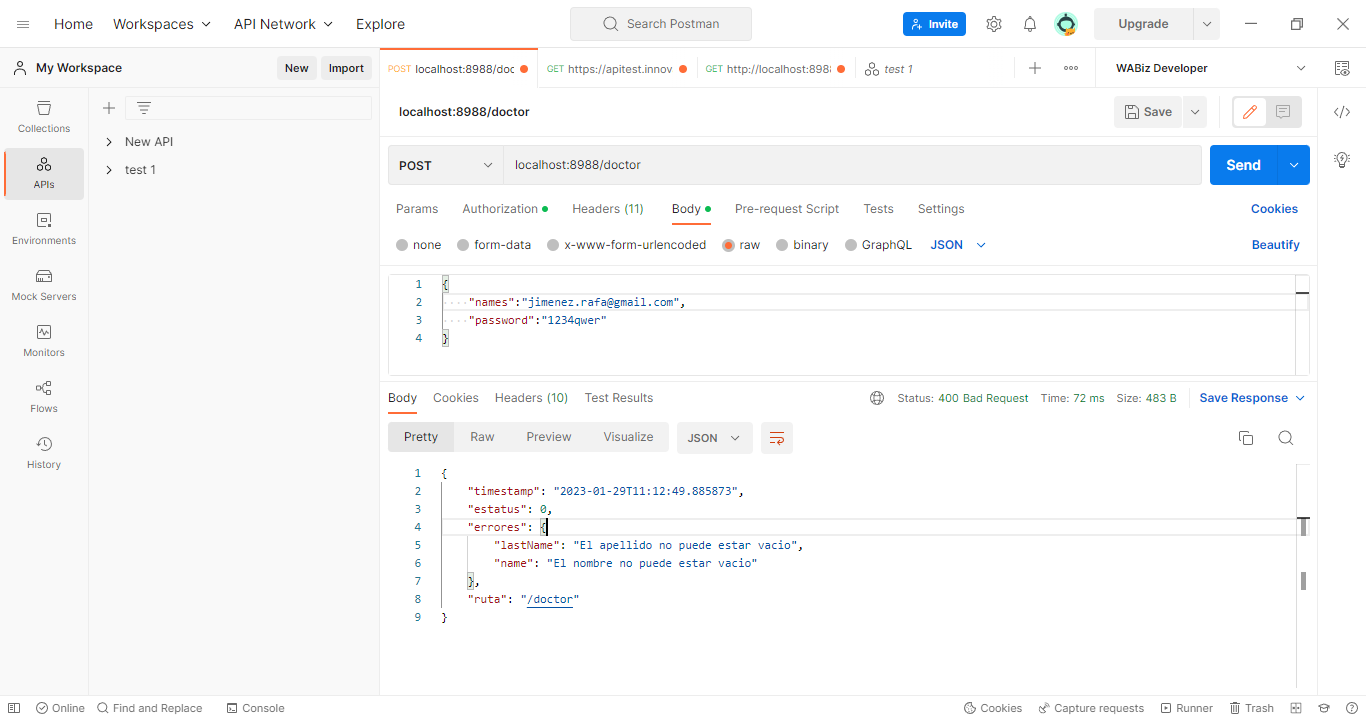 Home Workspaces API Network Explore Search Postman Invite Upgrade
My Workspace New Import POST localhost:8988/doc GET https://apitest.innov GET http://localhost:898 test 1 WABiz Developer
Collections
APIs
Environments
Mock Servers
Monitors
Flows
History
New API
test 1
localhost:8988/doctor Save
POST localhost:8988/doctor Send
Params Authorization Headers (11) Body Pre-request Script Tests Settings Cookies
none form-data x-www-form-urlencoded raw binary GraphQL JSON Beautify
1 {
2 "names":"jimenez.rafa@gmail.com",
3 "password":"1234qwer"
4 }
Body Cookies Headers (10) Test Results Status: 400 Bad Request Time: 72 ms Size: 483 B Save Response
Pretty Raw Preview Visualize JSON
1 {
2 "timestamp": "2023-01-29T11:12:49.885873",
3 "estatus": 0,
4 "errores": {
5 "lastName": "El apellido no puede estar vacio",
6 "name": "El nombre no puede estar vacio"
7 },
8 "ruta": "/doctor"
9 }
Online Find and Replace Console Cookies Capture requests Runner Trash